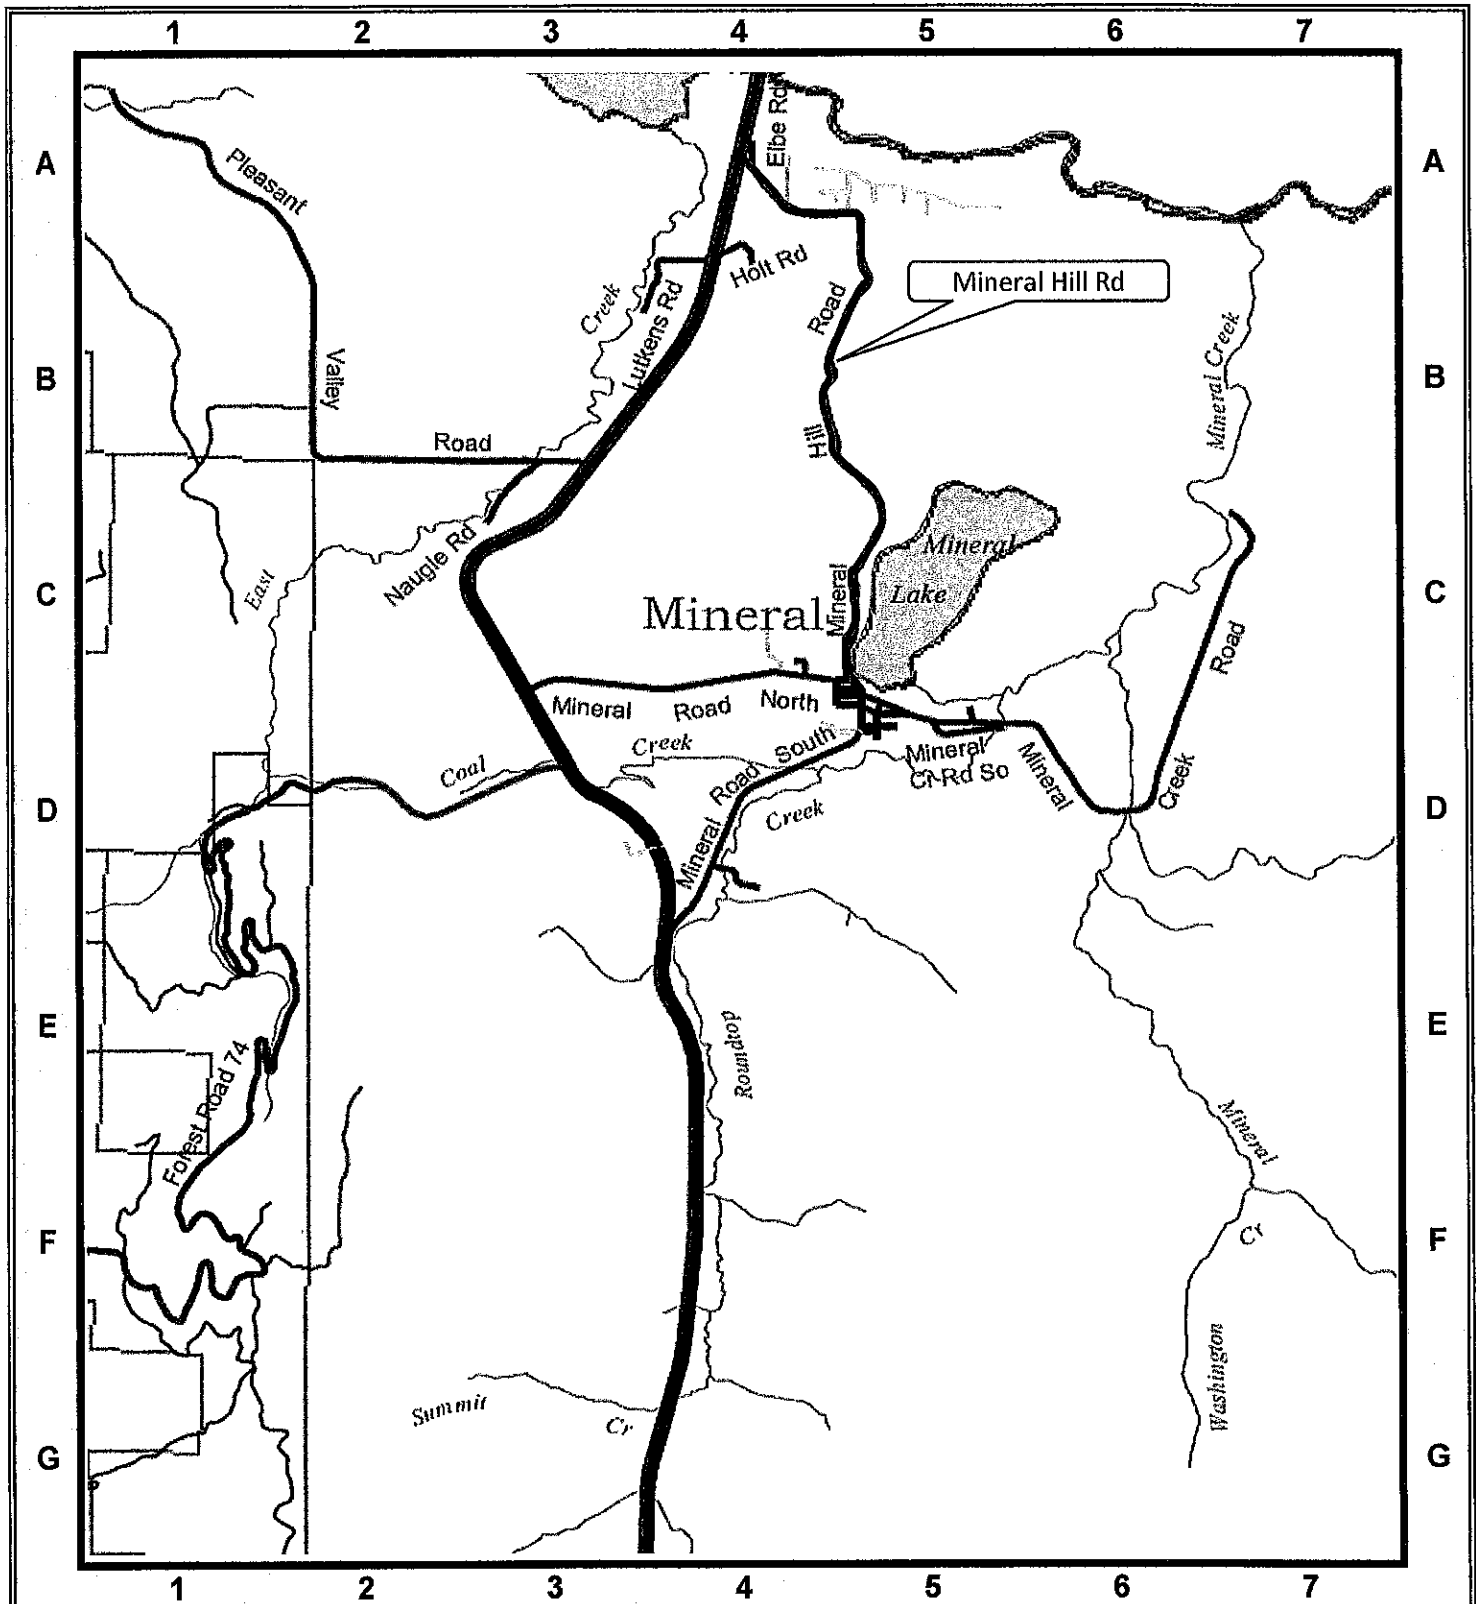 1 2 3 4 5 6 7
A A
Elbe Rd
Pleasant
Holt Rd
Mineral Hill Rd
Creek
Lutkens Rd
Road
Mineral Creek
B B
Valley
Road
Hill
Naugle Rd
Mineral
Lake
East
C C
Mineral
Mineral
Road
Mineral Road North
Creek
South
Mineral
Cr Rd So
Coal
Road
Mineral
Creek
D D
Creek
Mineral
E E
Roundtop
Forest Road 74
Mineral
F F
Cr
Washington
Summit
Cr
G G
1 2 3 4 5 6 7